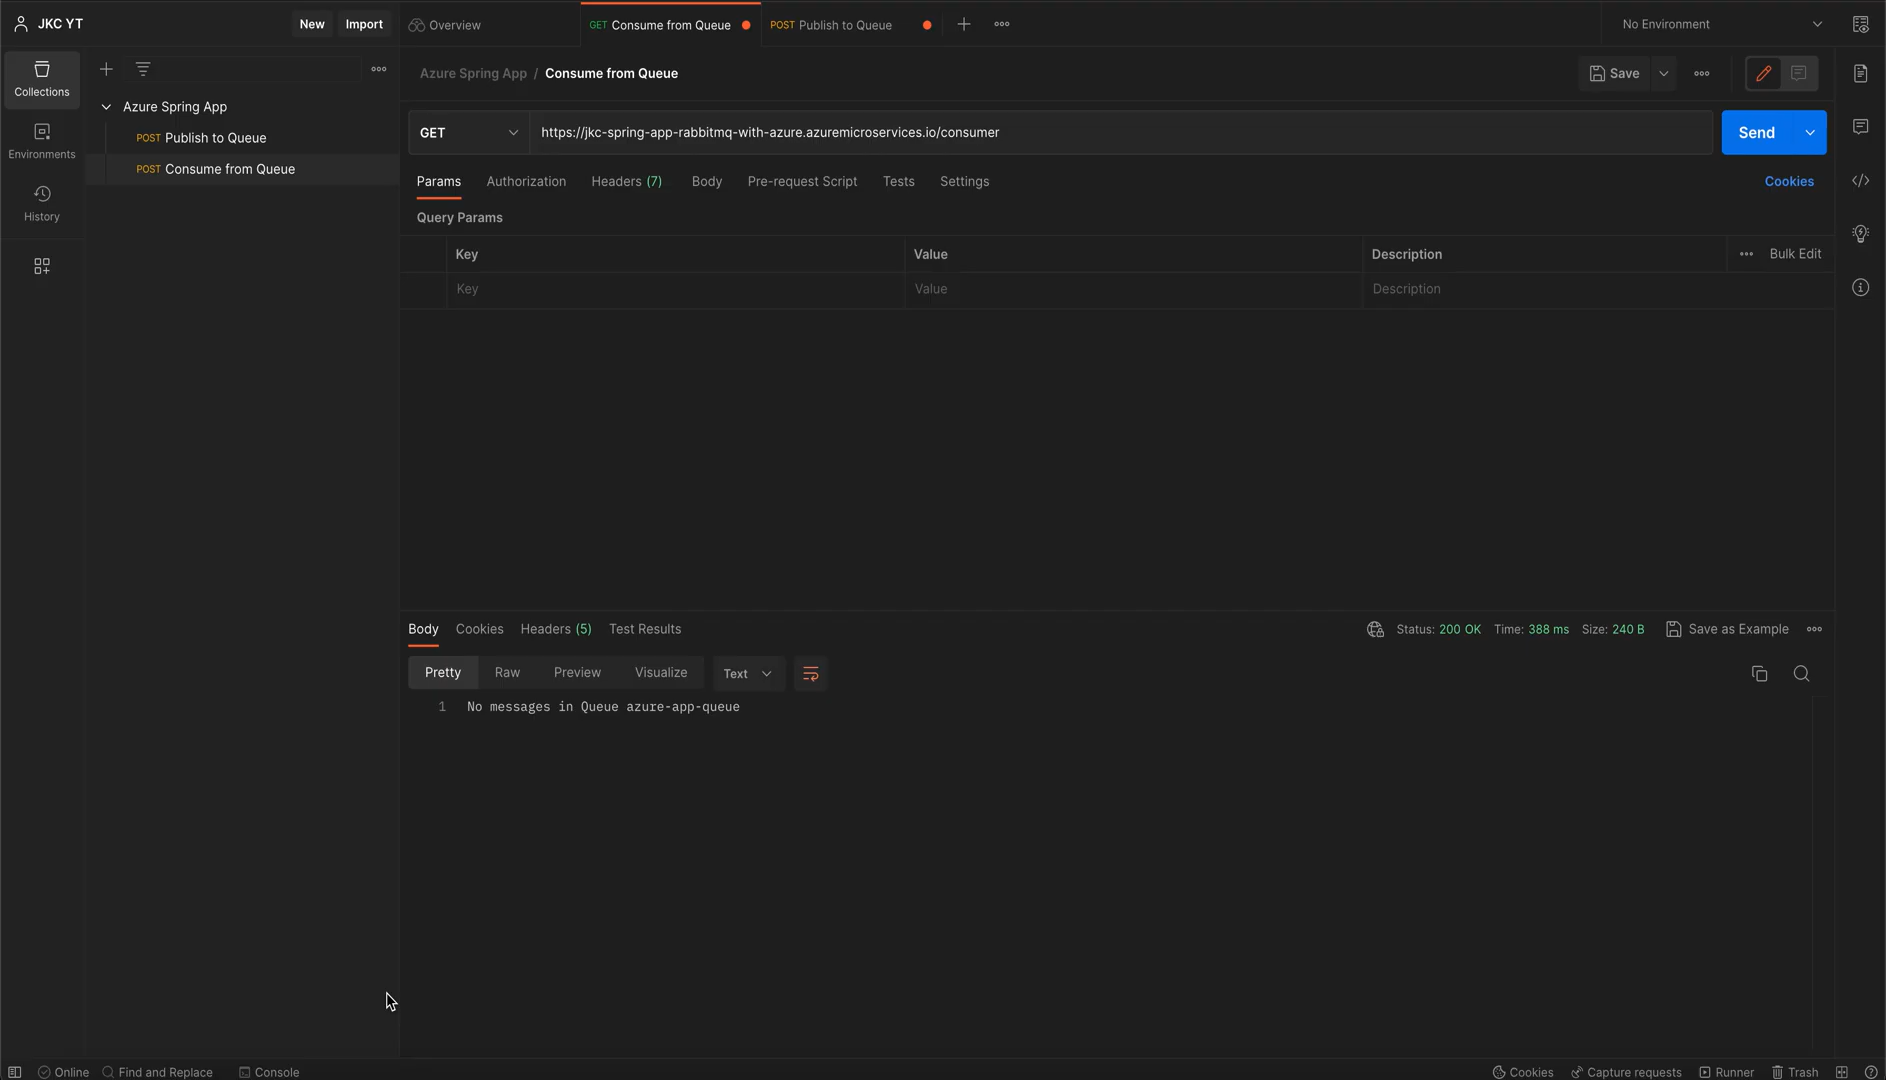 JKC YT
New
Import
Overview
GET Consume from Queue
POST Publish to Queue
No Environment
Collections
Environments
History
Azure Spring App
POST Publish to Queue
POST Consume from Queue
Azure Spring App / Consume from Queue
Save
GET
https://jkc-spring-app-rabbitmq-with-azure.azuremicroservices.io/consumer
Send
Params
Authorization
Headers (7)
Body
Pre-request Script
Tests
Settings
Cookies
Query Params
Key
Value
Description
Bulk Edit
Key
Value
Description
Body
Cookies
Headers (5)
Test Results
Status: 200 OK
Time: 388 ms
Size: 240 B
Save as Example
Pretty
Raw
Preview
Visualize
Text
1 No messages in Queue azure-app-queue
Online
Find and Replace
Console
Cookies
Capture requests
Runner
Trash